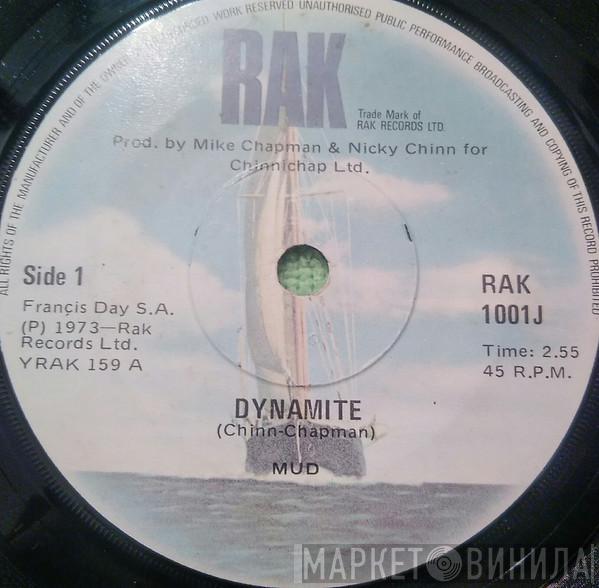 ALL RIGHTS OF THE MANUFACTURER AND OF THE OWNER WORK RESERVED UNAUTHORISED PUBLIC PERFORMANCE BROADCASTING AND COPYING OF THIS RECORD PROHIBITED
RAK
Trade Mark of
RAK RECORDS LTD.
Prod. by Mike Chapman & Nicky Chinn for
Chinnichap Ltd.
Side 1
Francis Day S.A.
(P) 1973—Rak
Records Ltd.
YRAK 159 A
RAK
1001J
Time: 2.55
45 R.P.M.
DYNAMITE
(Chinn-Chapman)
MUD
МАРКЕТ ВИНИЛА